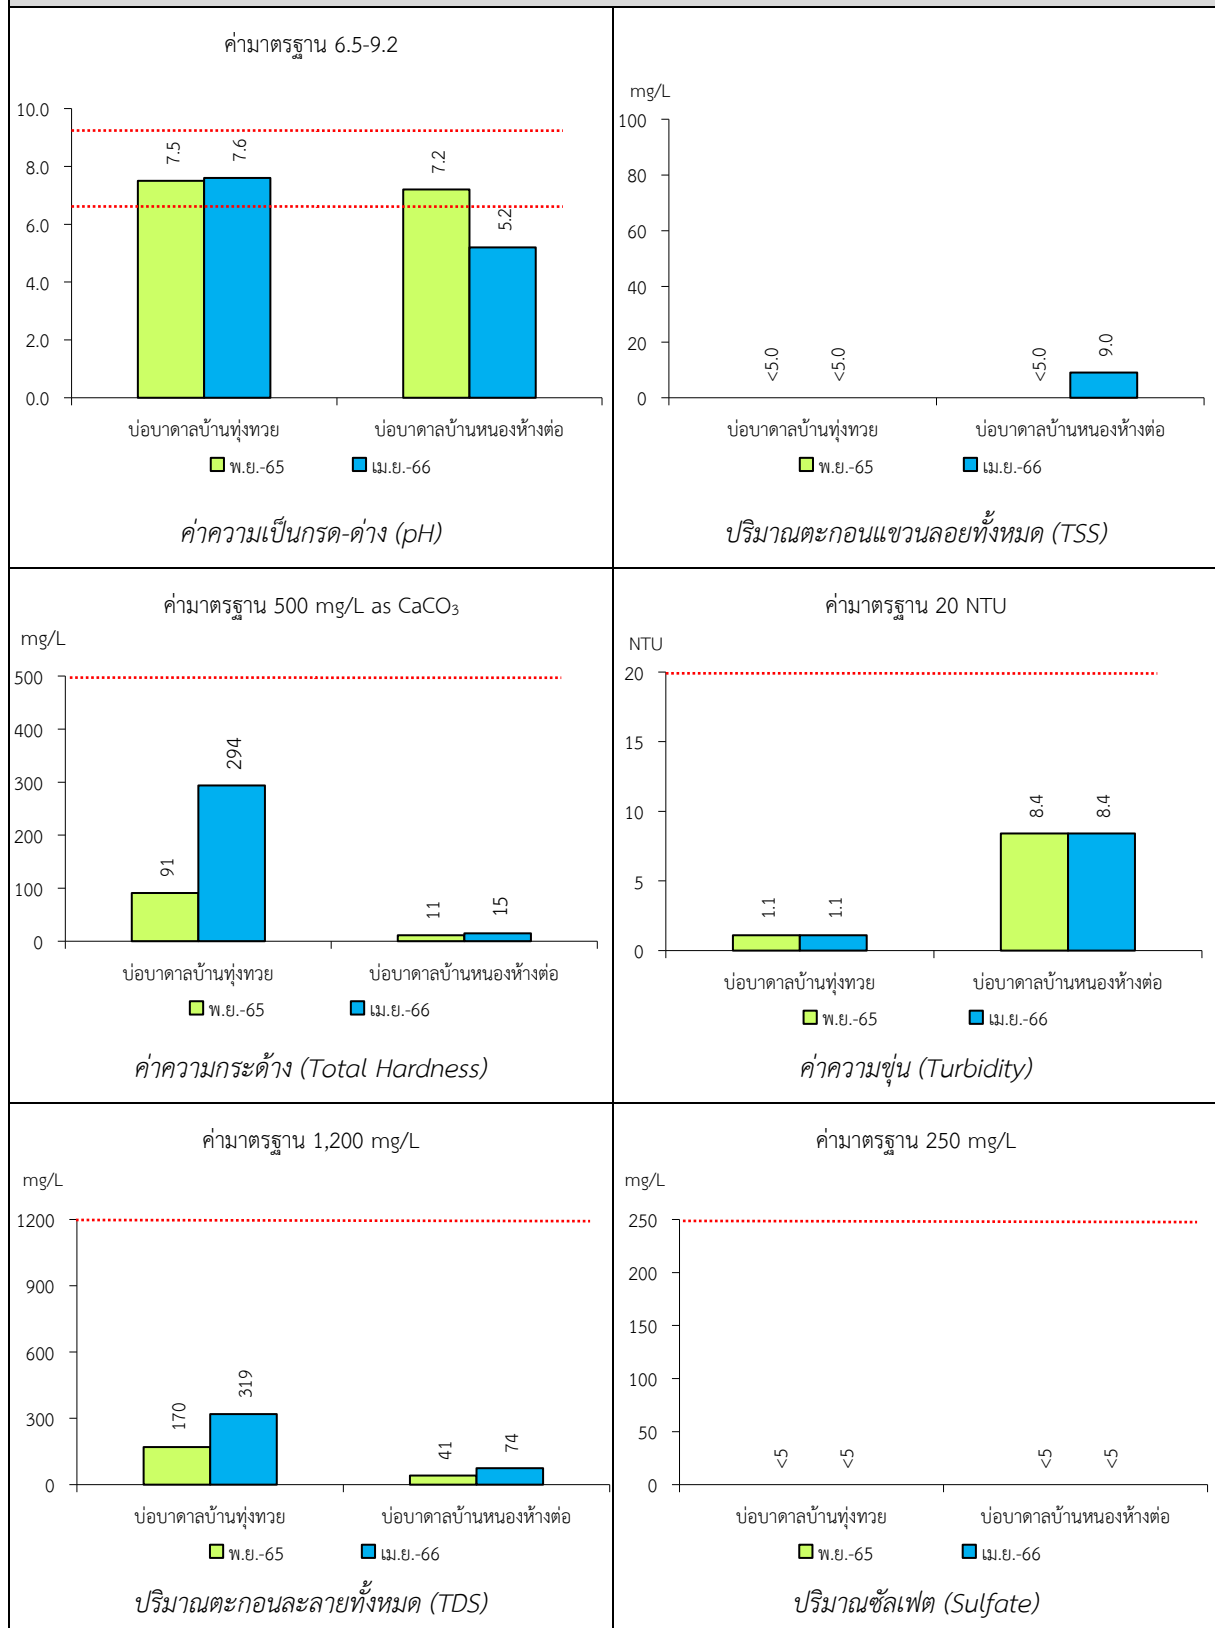 ค่ามาตรฐาน 6.5-9.2
10.0
8.0
6.0
4.0
2.0
0.0
7.5
7.6
7.2
5.2
บ่อบาดาลบ้านทุ่งทวย
บ่อบาดาลบ้านหนองห้างต่อ
พ.ย.-65
เม.ย.-66
ค่าความเป็นกรด-ด่าง (pH)
mg/L
100
80
60
40
20
0
<5.0
<5.0
<5.0
9.0
บ่อบาดาลบ้านทุ่งทวย
บ่อบาดาลบ้านหนองห้างต่อ
พ.ย.-65
เม.ย.-66
ปริมาณตะกอนแขวนลอยทั้งหมด (TSS)
ค่ามาตรฐาน 500 mg/L as CaCO₃
mg/L
500
400
300
200
100
0
91
294
11
15
บ่อบาดาลบ้านทุ่งทวย
บ่อบาดาลบ้านหนองห้างต่อ
พ.ย.-65
เม.ย.-66
ค่าความกระด้าง (Total Hardness)
ค่ามาตรฐาน 20 NTU
NTU
20
15
10
5
0
1.1
1.1
8.4
8.4
บ่อบาดาลบ้านทุ่งทวย
บ่อบาดาลบ้านหนองห้างต่อ
พ.ย.-65
เม.ย.-66
ค่าความขุ่น (Turbidity)
ค่ามาตรฐาน 1,200 mg/L
mg/L
1200
900
600
300
0
170
319
41
74
บ่อบาดาลบ้านทุ่งทวย
บ่อบาดาลบ้านหนองห้างต่อ
พ.ย.-65
เม.ย.-66
ปริมาณตะกอนละลายทั้งหมด (TDS)
ค่ามาตรฐาน 250 mg/L
mg/L
250
200
150
100
50
0
<5
<5
<5
<5
บ่อบาดาลบ้านทุ่งทวย
บ่อบาดาลบ้านหนองห้างต่อ
พ.ย.-65
เม.ย.-66
ปริมาณซัลเฟต (Sulfate)